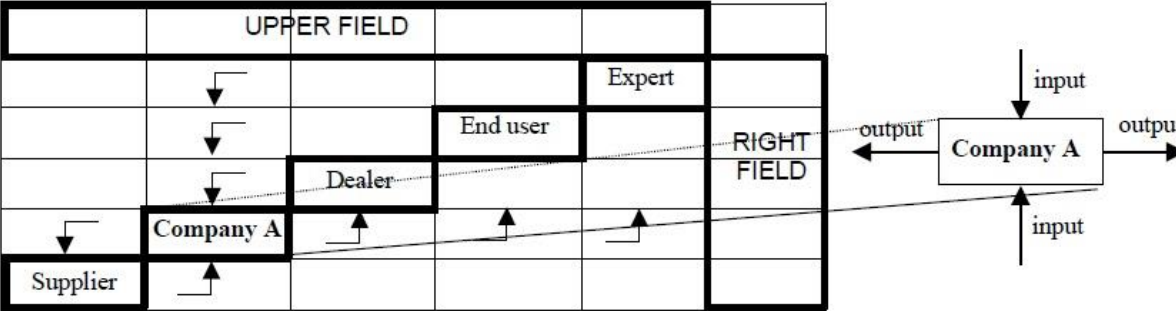 UPPER FIELD
Expert
input
End user
output
output
RIGHT
FIELD
Company A
Dealer
Company A
input
Supplier